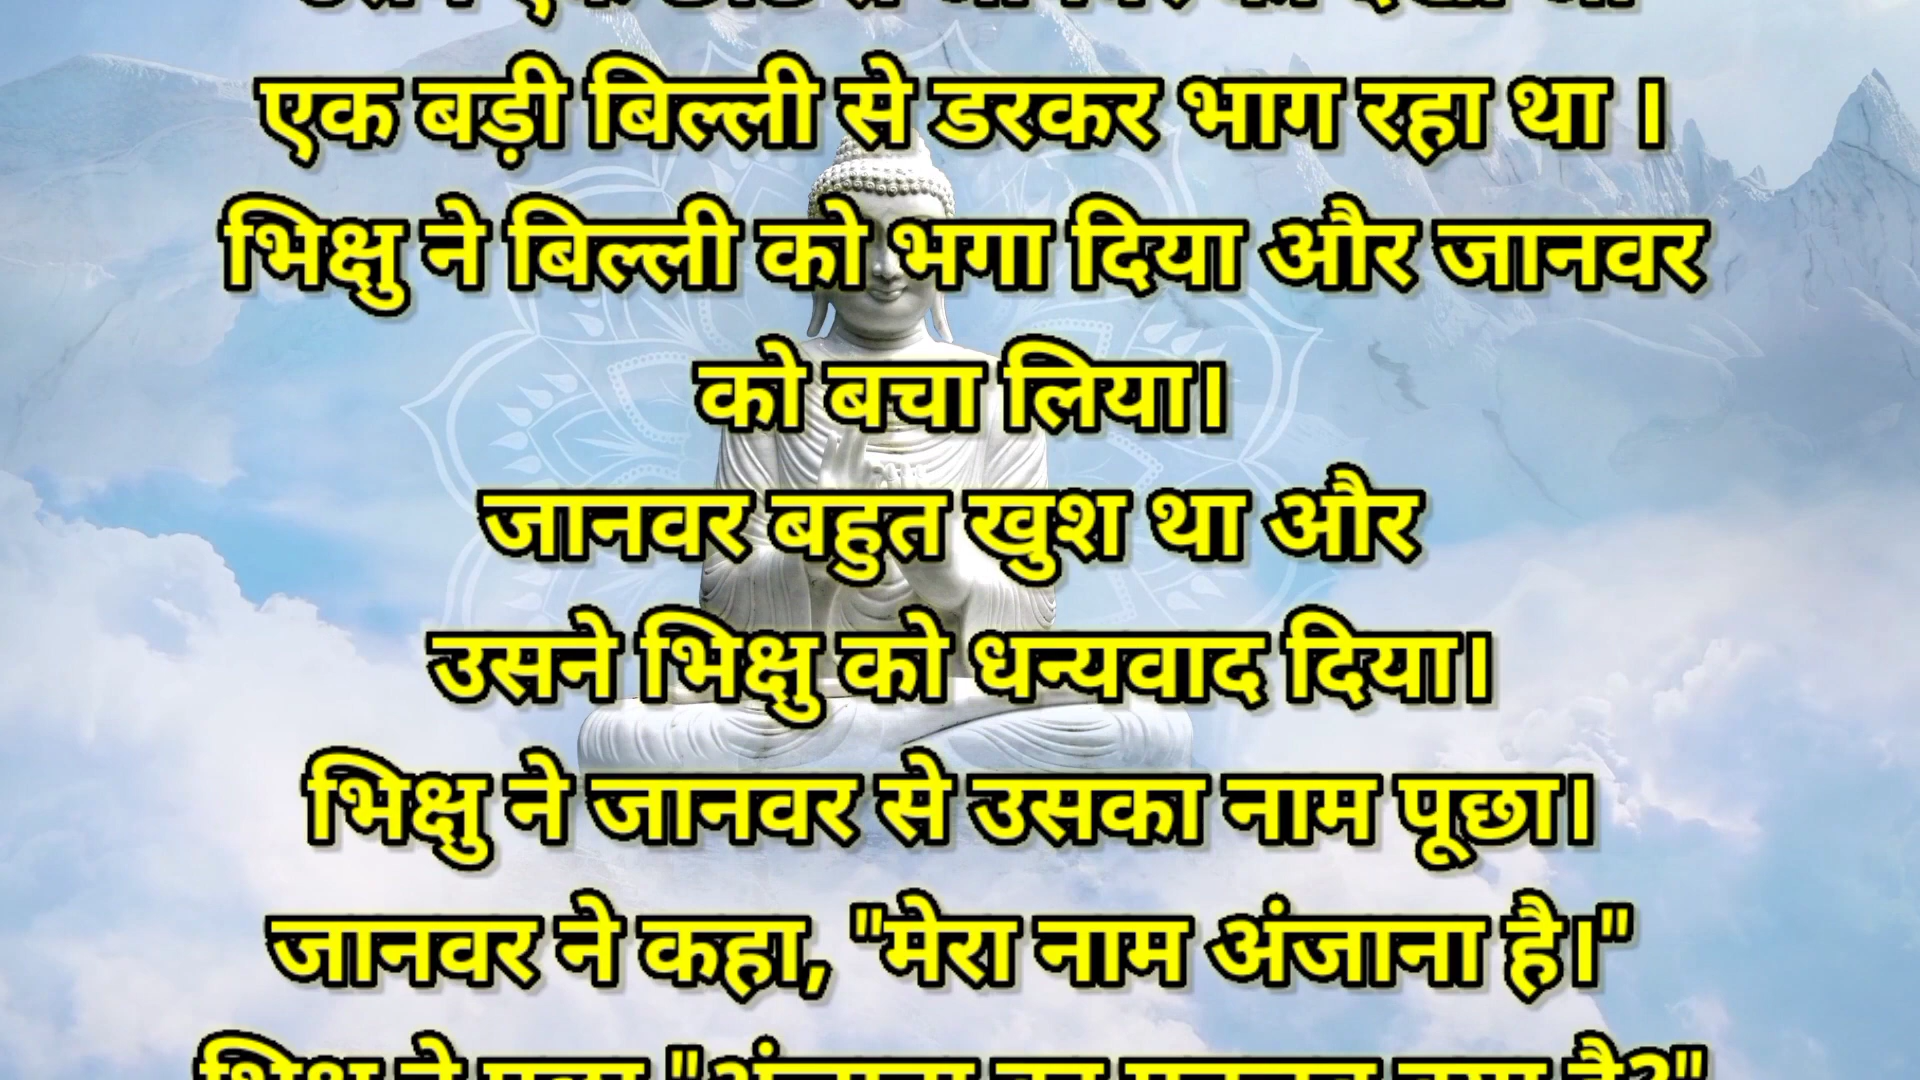 एक बड़ी बिल्ली से डरकर भाग रहा था ।
भिक्षु ने बिल्ली को भगा दिया और जानवर
को बचा लिया।
जानवर बहुत खुश था और
उसने भिक्षु को धन्यवाद दिया।
भिक्षु ने जानवर से उसका नाम पूछा।
जानवर ने कहा, "मेरा नाम अंजाना है।"